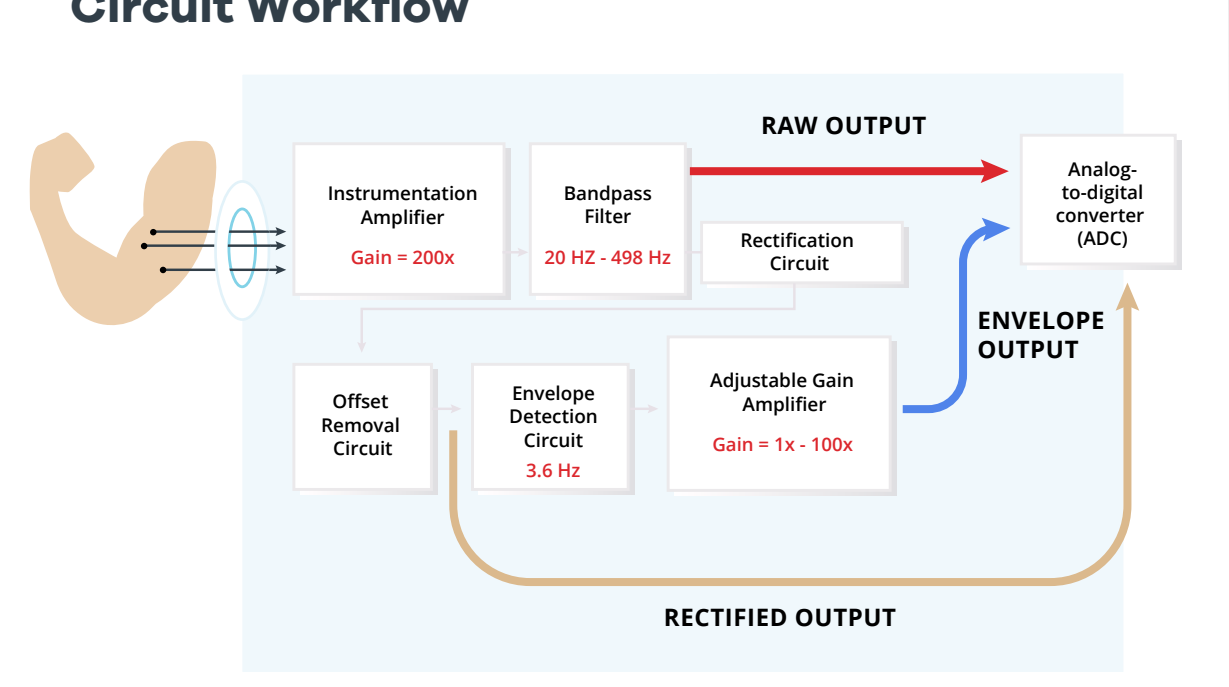 Circuit Workflow
RAW OUTPUT
Instrumentation
Amplifier
Gain = 200x
Bandpass
Filter
20 HZ - 498 Hz
Rectification
Circuit
Analog-
to-digital
converter
(ADC)
ENVELOPE
OUTPUT
Offset
Removal
Circuit
Envelope
Detection
Circuit
3.6 Hz
Adjustable Gain
Amplifier
Gain = 1x - 100x
RECTIFIED OUTPUT